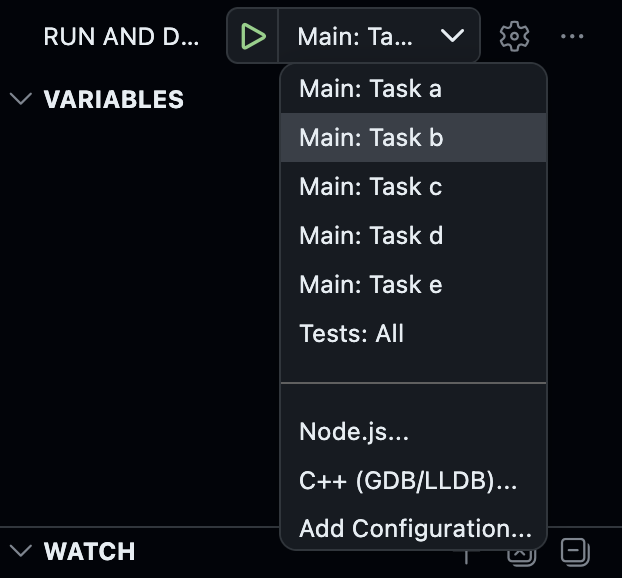 RUN AND D...
Main: Ta...
VARIABLES
Main: Task a
Main: Task b
Main: Task c
Main: Task d
Main: Task e
Tests: All
Node.js...
C++ (GDB/LLDB)...
Add Configuration...
WATCH